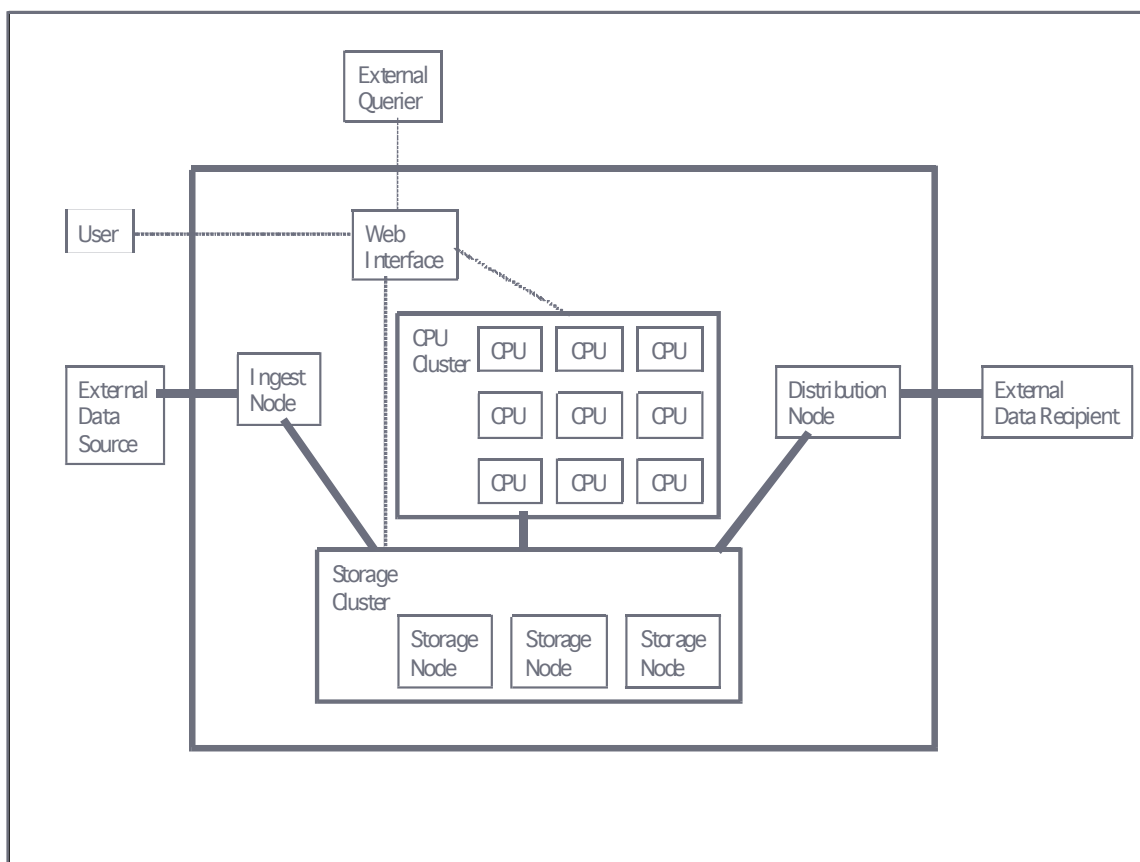 External
Querier
User
Web
Interface
CPU
Cluster
CPU
CPU
CPU
CPU
CPU
CPU
CPU
CPU
CPU
External
Data
Source
Ingest
Node
Distribution
Node
External
Data Recipient
Storage
Cluster
Storage
Node
Storage
Node
Storage
Node